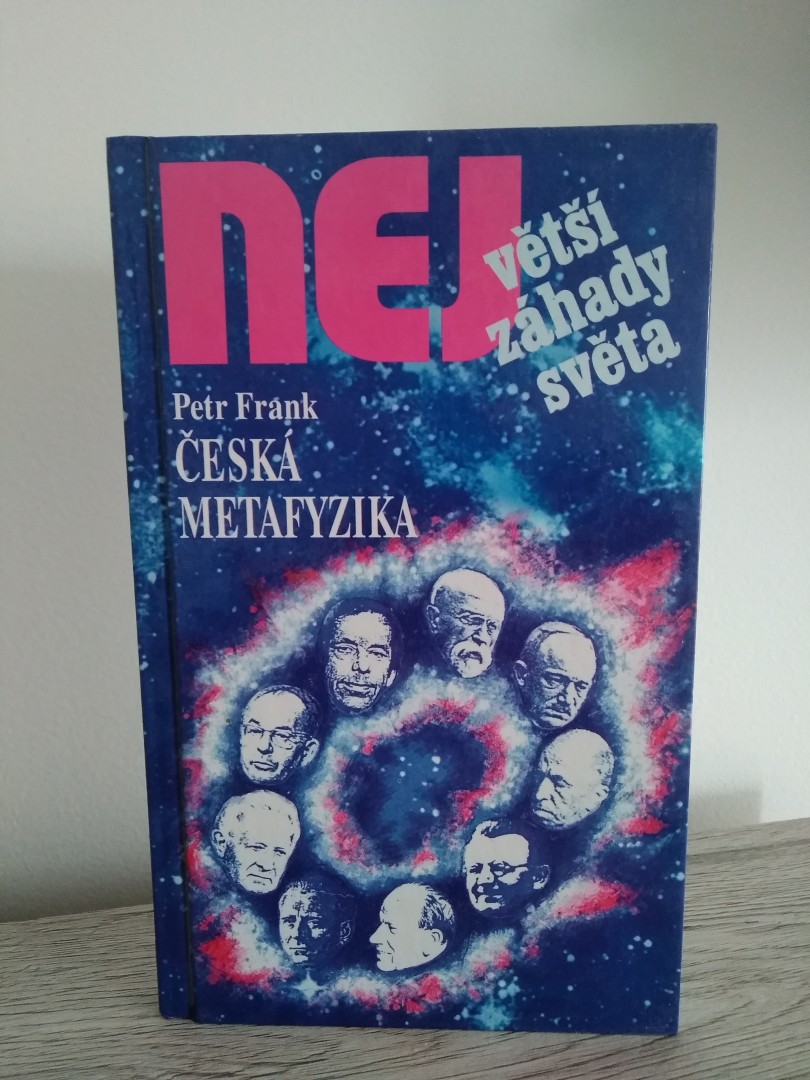 NEJ
větší
záhady
světa
Petr Frank
ČESKÁ
METAFYZIKA